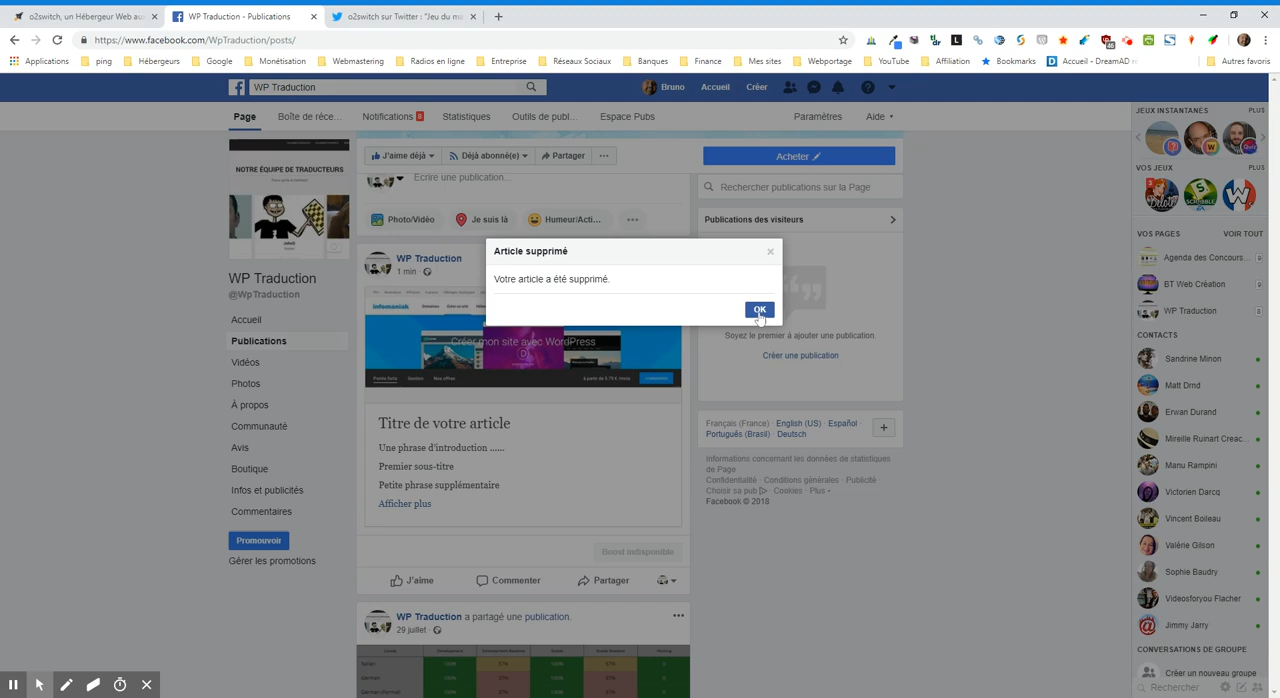 o2switch, un Hébergeur Web aux
WP Traduction - Publications
o2switch sur Twitter : "Jeu du m
https://www.facebook.com/WpTraduction/posts/
Applications
ping
Hébergeurs
Google
Monétisation
Webmastering
Radios en ligne
Entreprise
Réseaux Sociaux
Banques
Finance
Mes sites
Webportage
YouTube
Affiliation
Bookmarks
Accueil - DreamAD
Autres favoris
WP Traduction
Bruno
Accueil
Créer
Page
Boîte de réce...
Notifications 8
Statistiques
Outils de publ...
Espace Pubs
Paramètres
Aide
NOTRE ÉQUIPE DE TRADUCTEURS
WP Traduction
@WpTraduction
Accueil
Publications
Vidéos
Photos
À propos
Communauté
Avis
Boutique
Infos et publicités
Commentaires
Promouvoir
Gérer les promotions
J'aime déjà
Déjà abonné(e)
Partager
Écrire une publication...
Photo/Vidéo
Je suis là
Humeur/Acti...
WP Traduction
1 min
infomaniak
Créer mon site avec WordPress
Titre de votre article
Une phrase d'introduction ......
Premier sous-titre
Petite phrase supplémentaire
Afficher plus
Boost indisponible
J'aime
Commenter
Partager
WP Traduction a partagé une publication.
29 juillet
Article supprimé
Votre article a été supprimé.
OK
Acheter
Rechercher publications sur la Page
Publications des visiteurs
Soyez le premier à ajouter une publication.
Créer une publication
Français (France) · English (US) · Español
Português (Brasil) · Deutsch
Informations concernant les données de statistiques
de Page
Confidentialité · Conditions générales · Publicité
Choisir sa pub · Cookies · Plus
Facebook © 2018
JEUX INSTANTANÉS
PLUS
VOS JEUX
PLUS
VOS PAGES
VOIR TOUT
Agenda des Concours...
BT Web Création
WP Traduction
CONTACTS
Sandrine Minon
Matt Drnd
Erwan Durand
Mireille Ruinart Creac...
Manu Rampini
Victorien Darcq
Vincent Boileau
Valérie Gilson
Sophie Baudry
Videosforyou Flacher
Jimmy Jarry
CONVERSATIONS DE GROUPE
Créer un nouveau groupe
Rechercher